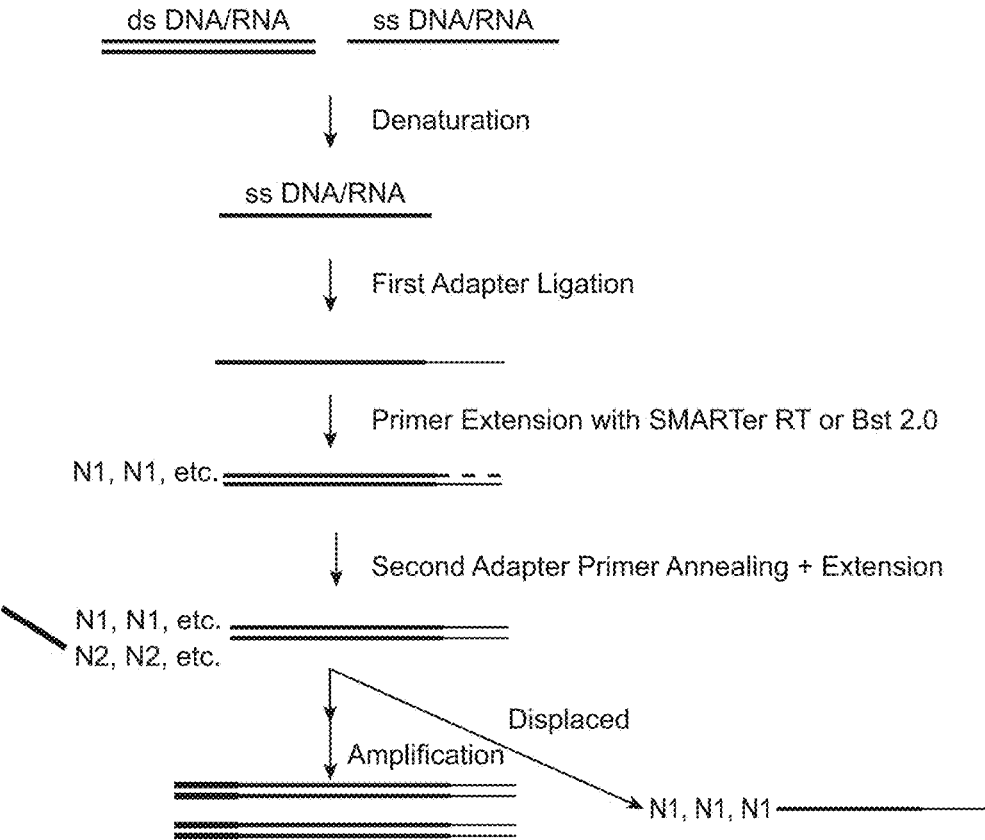 ds DNA/RNA ss DNA/RNA
Denaturation
ss DNA/RNA
First Adapter Ligation
Primer Extension with SMARTer RT or Bst 2.0
N1, N1, etc.
Second Adapter Primer Annealing + Extension
N1, N1, etc.
N2, N2, etc.
Displaced
Amplification
N1, N1, N1